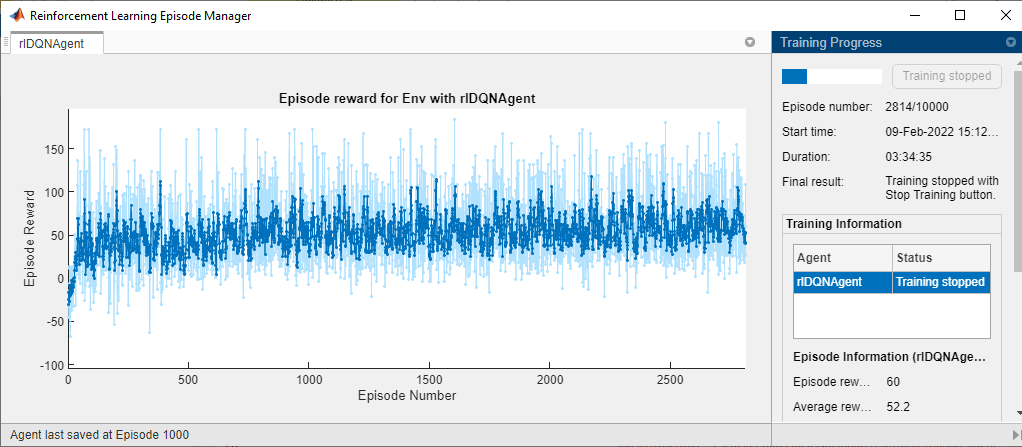 Reinforcement Learning Episode Manager
rlDQNAgent
Training Progress
Episode reward for Env with rlDQNAgent
150
100
50
0
-50
-100
Episode Reward
0 500 1000 1500 2000 2500
Episode Number
Training stopped
Episode number: 2814/10000
Start time: 09-Feb-2022 15:12...
Duration: 03:34:35
Final result: Training stopped with
Stop Training button.
Training Information
Agent Status
rlDQNAgent Training stopped
Episode Information (rlDQNAge...
Episode rew... 60
Average rew... 52.2
Agent last saved at Episode 1000